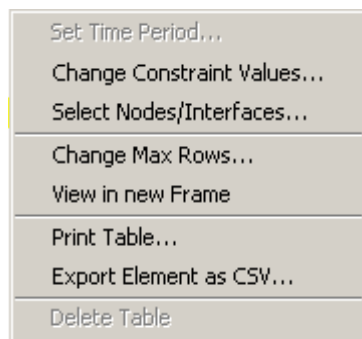 Set Time Period...
Change Constraint Values...
Select Nodes/Interfaces...
Change Max Rows...
View in new Frame
Print Table...
Export Element as CSV...
Delete Table